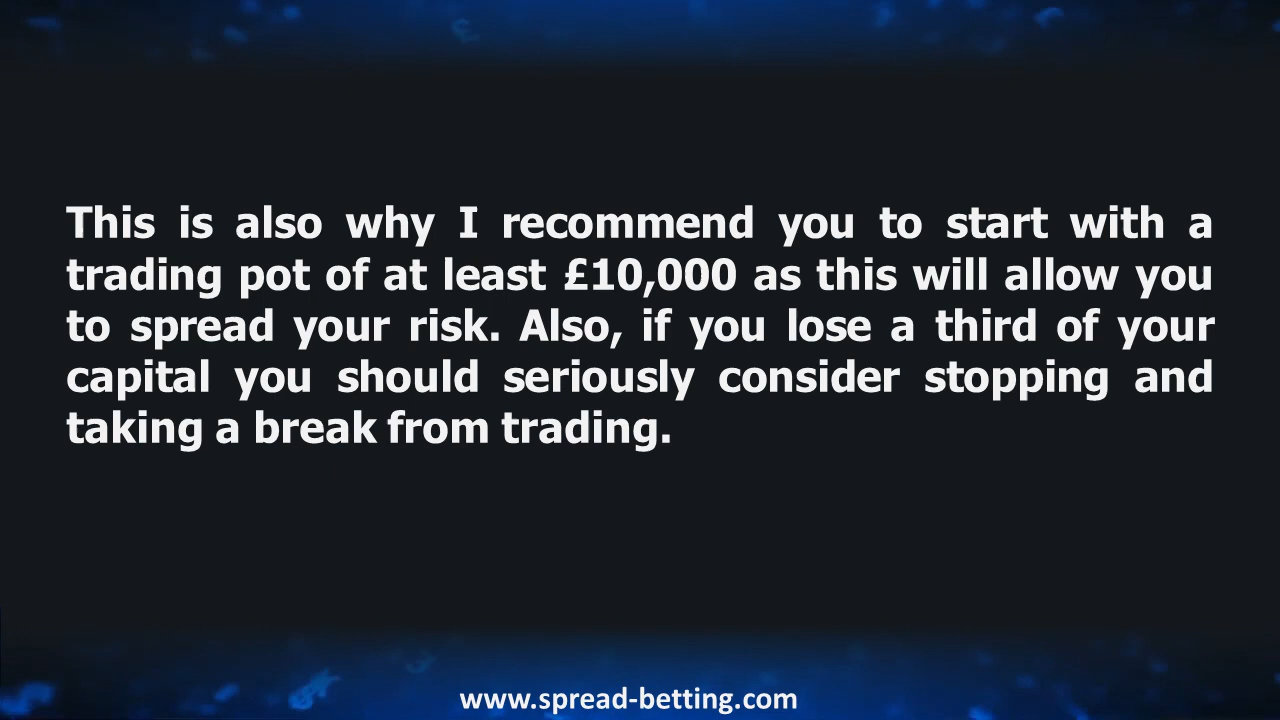 This is also why I recommend you to start with a
trading pot of at least £10,000 as this will allow you
to spread your risk. Also, if you lose a third of your
capital you should seriously consider stopping and
taking a break from trading.
www.spread-betting.com